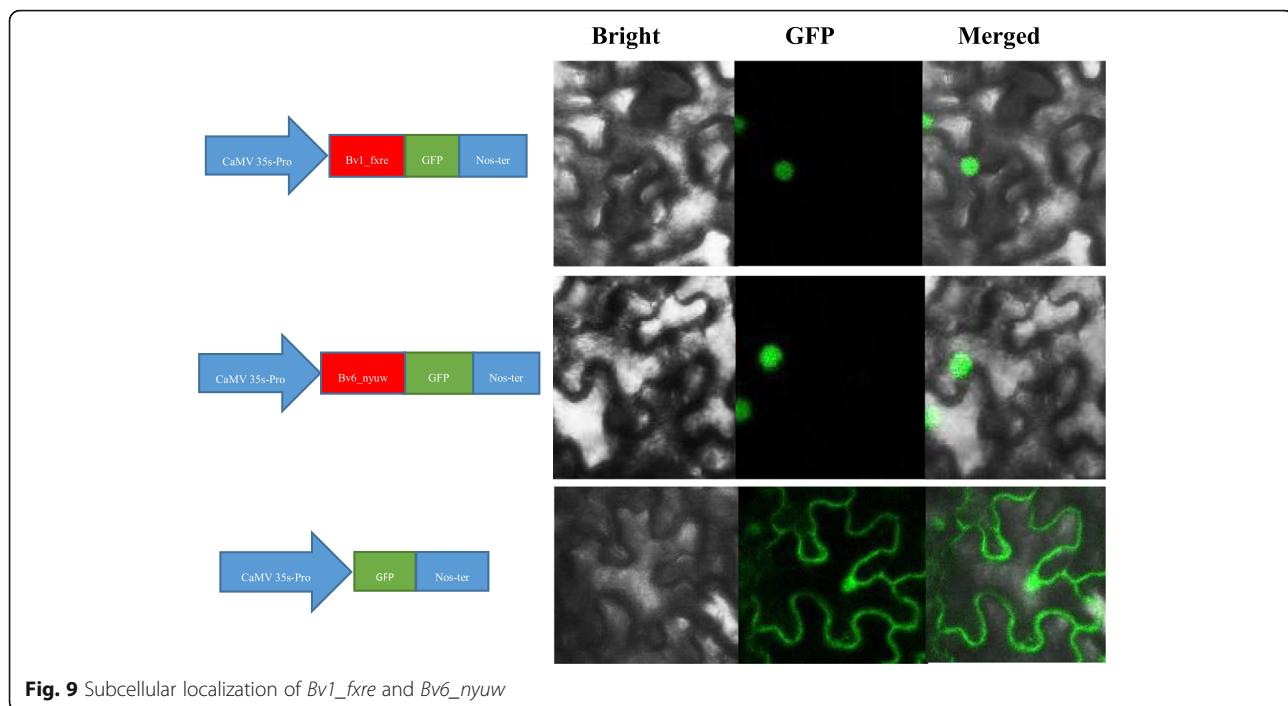 Bright GFP Merged
CaMV 35s-Pro Bv1_fxre GFP Nos-ter
CaMV 35s-Pro Bv6_nyuw GFP Nos-ter
CaMV 35s-Pro GFP Nos-ter
Fig. 9 Subcellular localization of Bv1_fxre and Bv6_nyuw